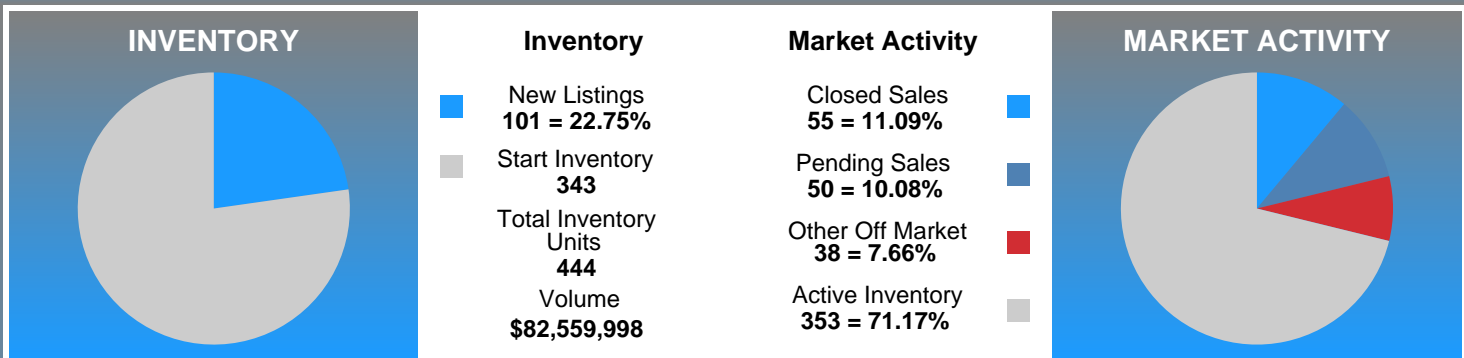 INVENTORY
Inventory
New Listings
101 = 22.75%
Start Inventory
343
Total Inventory
Units
444
Volume
$82,559,998
Market Activity
Closed Sales
55 = 11.09%
Pending Sales
50 = 10.08%
Other Off Market
38 = 7.66%
Active Inventory
353 = 71.17%
MARKET ACTIVITY